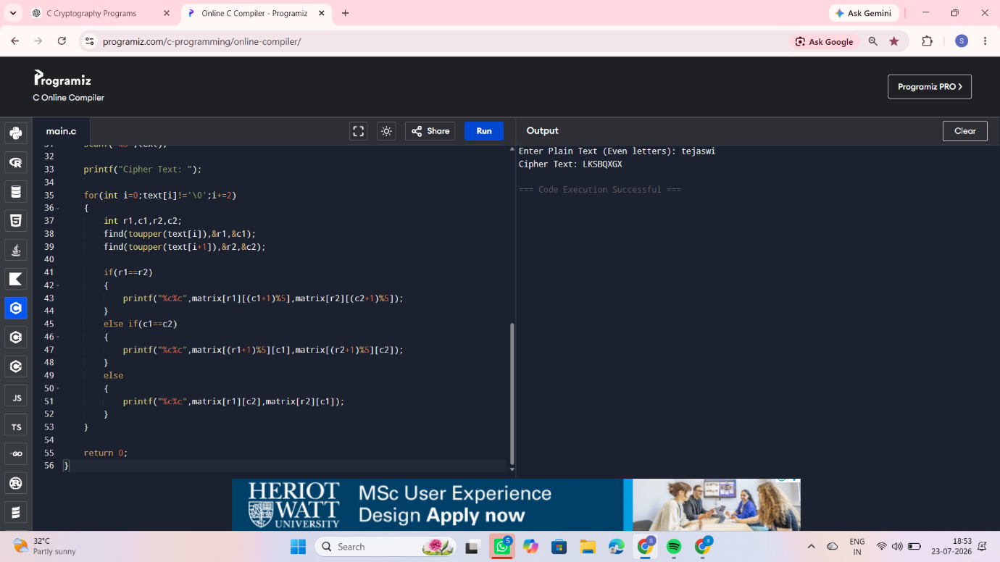 C Cryptography Programs
Online C Compiler - Programiz
Ask Gemini
programiz.com/c-programming/online-compiler/
Ask Google
S
Programiz
C Online Compiler
Programiz PRO
main.c
Share
Run
Output
Clear
32
33 printf("Cipher Text: ");
34
35 for(int i=0;text[i]!='\0';i+=2)
36 {
37 int r1,c1,r2,c2;
38 find(toupper(text[i]),&r1,&c1);
39 find(toupper(text[i+1]),&r2,&c2);
40
41 if(r1==r2)
42 {
43 printf("%c%c",matrix[r1][(c1+1)%5],matrix[r2][(c2+1)%5]);
44 }
45 else if(c1==c2)
46 {
47 printf("%c%c",matrix[(r1+1)%5][c1],matrix[(r2+1)%5][c2]);
48 }
49 else
50 {
51 printf("%c%c",matrix[r1][c2],matrix[r2][c1]);
52 }
53 }
54
55 return 0;
56 }
Enter Plain Text (Even letters): tejaswi
Cipher Text: LKSBQXGX
=== Code Execution Successful ===
JS
TS
GO
HERIOT
WATT
UNIVERSITY
MSc User Experience
Design Apply now
32°C
Partly sunny
Search
5
ENG
IN
18:53
23-07-2026